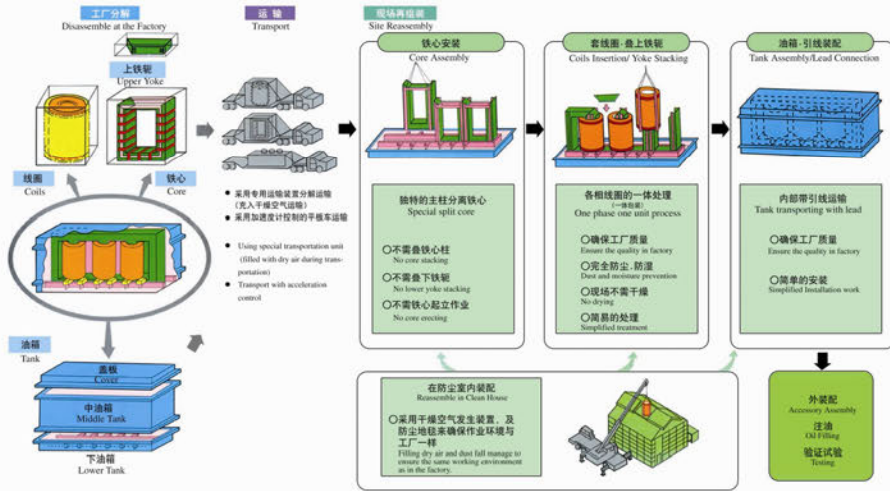 工厂分解
Disassemble at the Factory
上铁轭
Upper Yoke
线圈
Coils
铁心
Core
油箱
Tank
盖板
Cover
中油箱
Middle Tank
下油箱
Lower Tank
运 输
Transport
● 采用专用运输装置分解运输
(充入干燥空气运输)
● 采用加速度计控制的平板车运输
● Using special transportation unit
(filled with dry air during trans-
portation)
● Transport with acceleration
control
现场再组装
Site Reassembly
铁心安装
Core Assembly
独特的主柱分离铁心
Special split core
○不需叠铁心柱
No core stacking
○不需叠下铁轭
No lower yoke stacking
○不需铁心起立作业
No core erecting
套线圈·叠上铁轭
Coils Insertion/ Yoke Stacking
各相线圈的一体处理
(一体包装)
One phase one unit process
○确保工厂质量
Ensure the quality in factory
○完全防尘.防湿
Dust and moisture prevention
○现场不需干燥
No drying
○简易的处理
Simplified treatment
油箱·引线装配
Tank Assembly/Lead Connection
内部带引线运输
Tank transporting with lead
○确保工厂质量
Ensure the quality in factory
○简单的安装
Simplified Installation work
在防尘室内装配
Reassemble in Clean House
○采用干燥空气发生装置，及
防尘地毯来确保作业环境与
工厂一样
Filling dry air and dust fall manage to
ensure the same working environment
as in the factory.
外装配
Accessory Assembly
注油
Oil Filling
验证试验
Testing